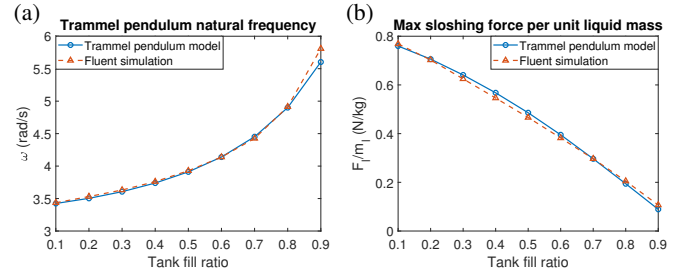 (a)
Trammel pendulum natural frequency
6
5.5
5
4.5
4
3.5
3
ω (rad/s)
Trammel pendulum model
Fluent simulation
0.1 0.2 0.3 0.4 0.5 0.6 0.7 0.8 0.9
Tank fill ratio
(b)
Max sloshing force per unit liquid mass
0.8
0.6
0.4
0.2
0
F_l/m_l (N/kg)
Trammel pendulum model
Fluent simulation
0.1 0.2 0.3 0.4 0.5 0.6 0.7 0.8 0.9
Tank fill ratio